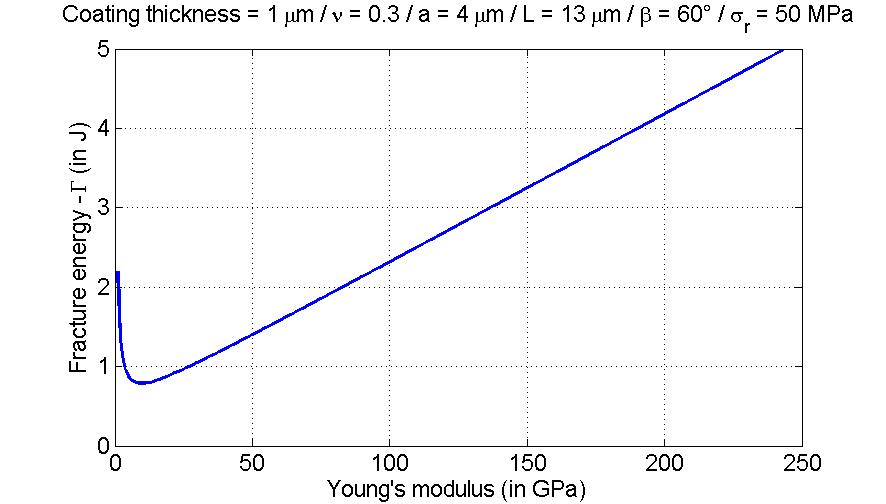 Coating thickness = 1 μm / ν = 0.3 / a = 4 μm / L = 13 μm / β = 60° / σr = 50 MPa
5
4
3
2
1
0
Fracture energy - Γ (in J)
0 50 100 150 200 250
Young's modulus (in GPa)